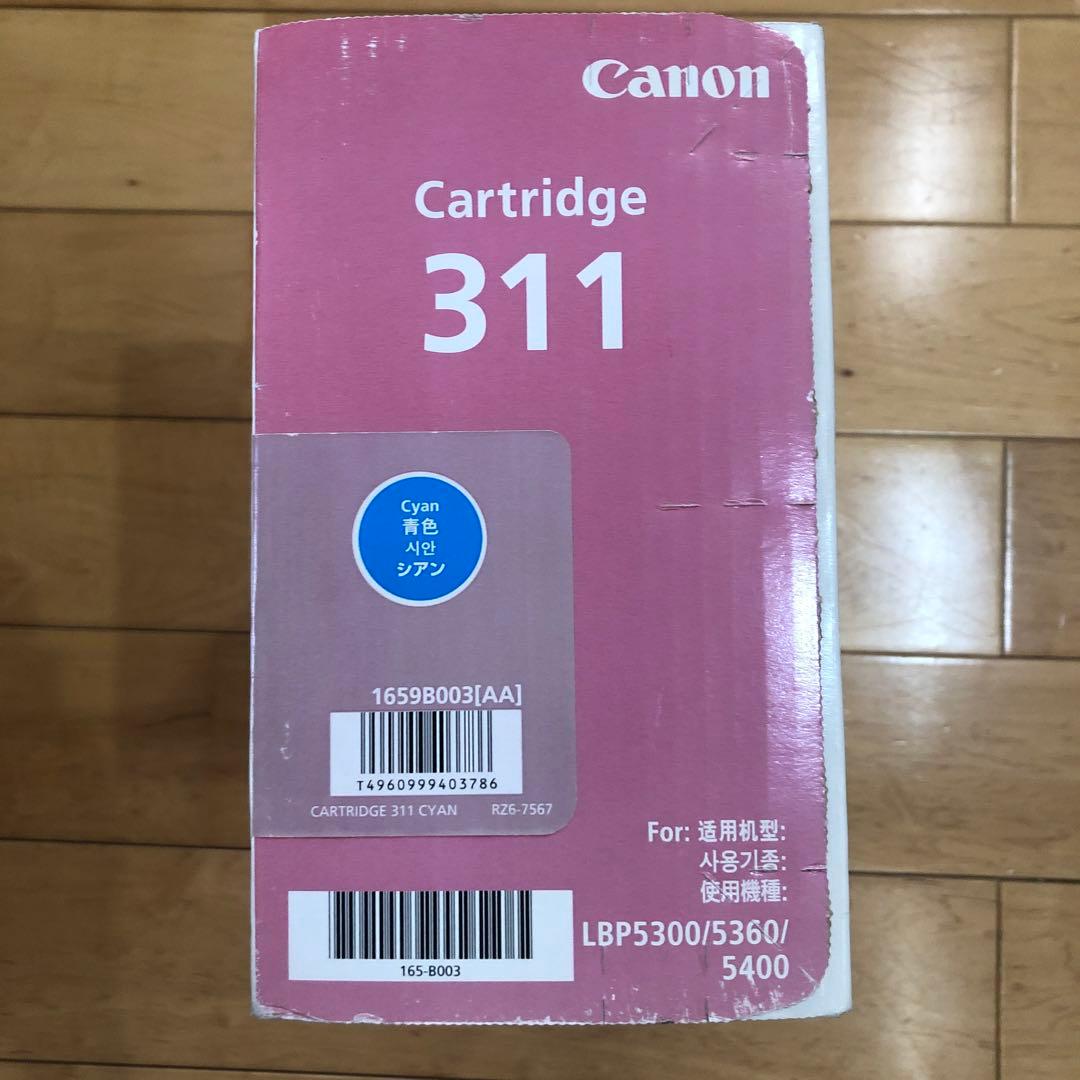 Canon
Cartridge
311
Cyan
青色
시안
シアン
1659B003[AA]
T4960999403786
CARTRIDGE 311 CYAN RZ6-7567
For: 适用机型:
사용기종:
使用機種:
LBP5300/5360/
5400
165-B003